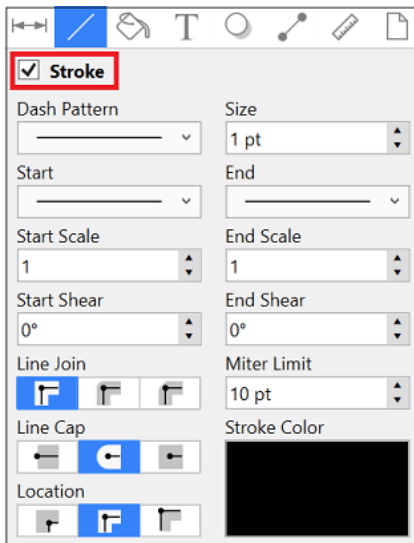 T
Stroke
Dash Pattern Size
1 pt
Start End
Start Scale End Scale
1 1
Start Shear End Shear
0° 0°
Line Join Miter Limit
10 pt
Line Cap Stroke Color
Location